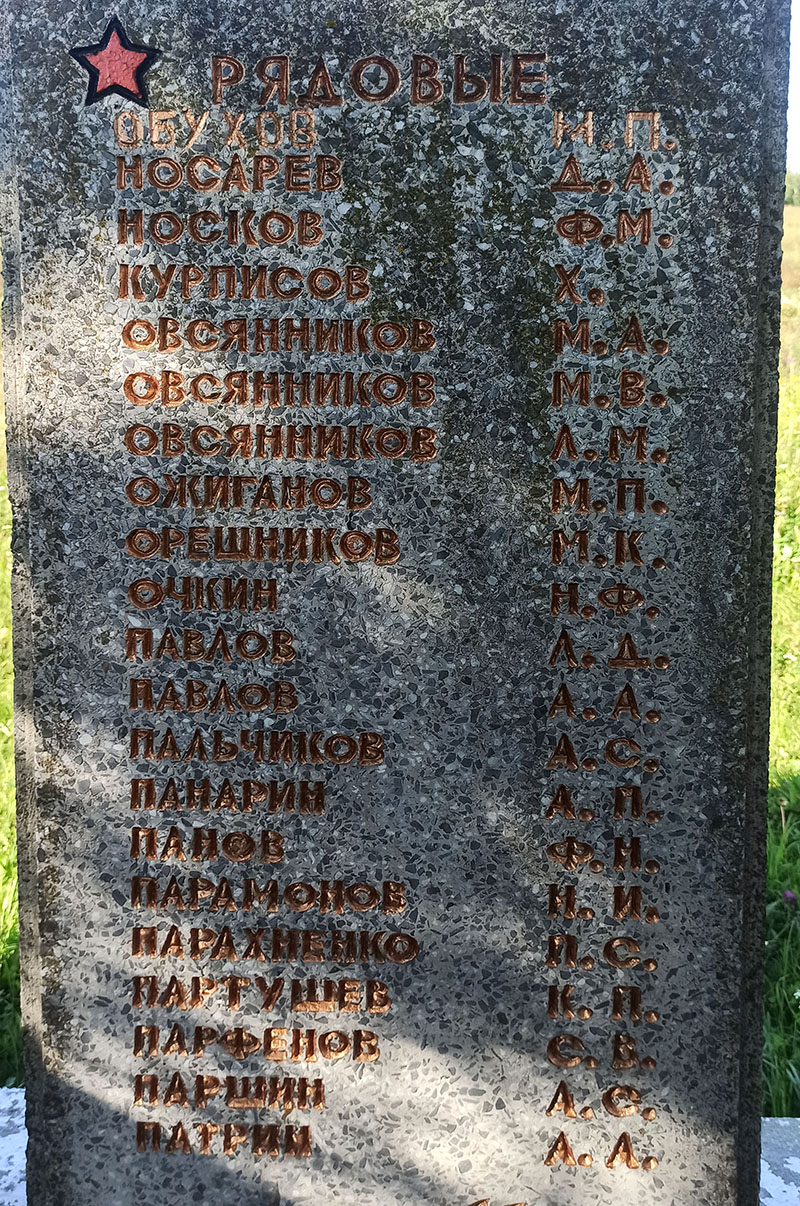 РЯДОВЫЕ
ОБУХОВ М.П.
НОСАРЕВ Д.А.
НОСКОВ Ф.М.
КУРПИСОВ Х.
ОВСЯННИКОВ М.А.
ОВСЯННИКОВ М.В.
ОВСЯННИКОВ Л.М.
ОЖИГАНОВ М.П.
ОРЕШНИКОВ М.К.
ОЧКИН Н.Ф.
ПАВЛОВ Л.Д.
ПАВЛОВ А.А.
ПАЛЬЧИКОВ А.С.
ПАНАРИН А.П.
ПАНОВ Ф.Н.
ПАРАМОНОВ Н.И.
ПАРАХНЕНКО П.С.
ПАРТУШЕВ К.П.
ПАРФЕНОВ С.В.
ПАРШИН А.С.
ПАТРИН А.А.